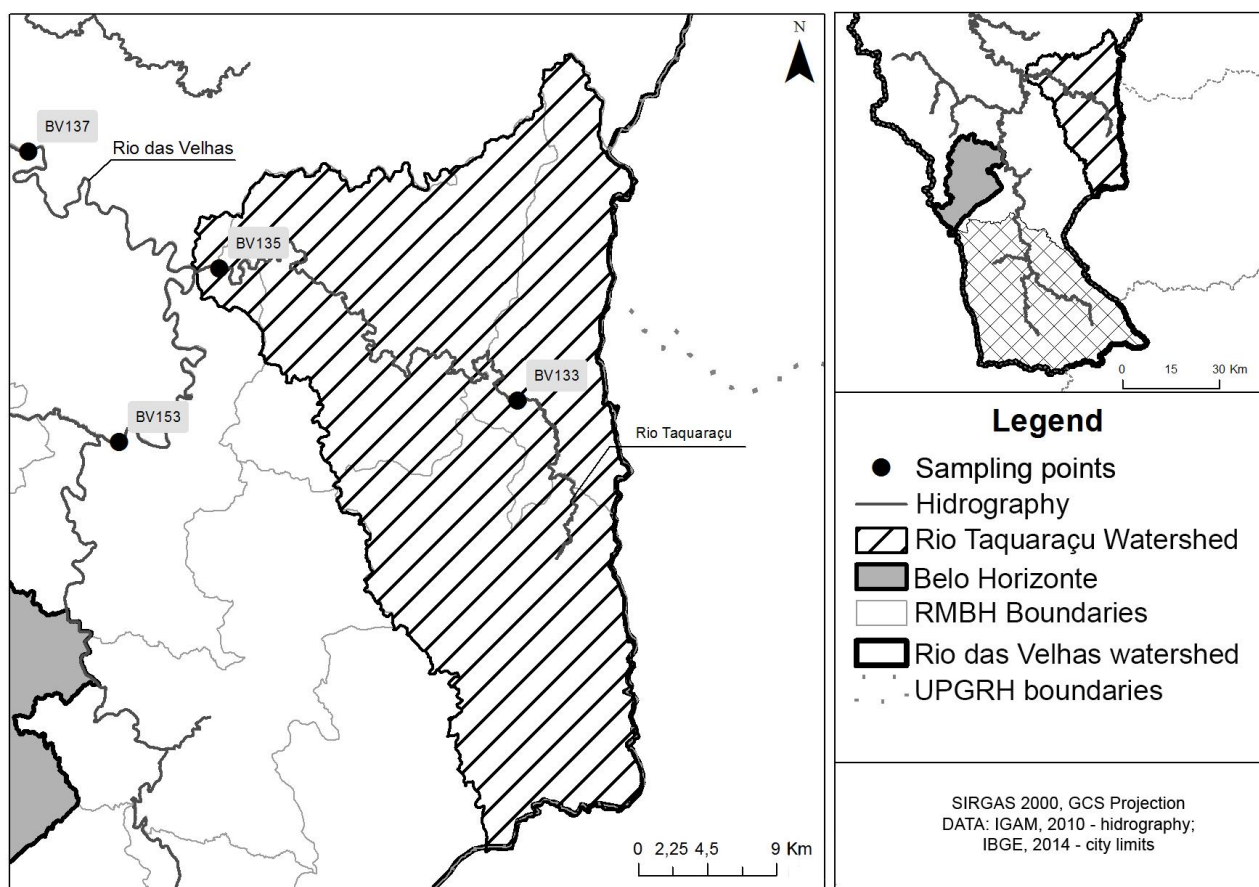 N
BV137
Rio das Velhas
BV135
BV133
BV153
Rio Taquaraçu
0 2,25 4,5 9 Km
0 15 30 Km
Legend
Sampling points
Hidrography
Rio Taquaraçu Watershed
Belo Horizonte
RMBH Boundaries
Rio das Velhas watershed
UPGRH boundaries
SIRGAS 2000, GCS Projection
DATA: IGAM, 2010 - hidrography;
IBGE, 2014 - city limits